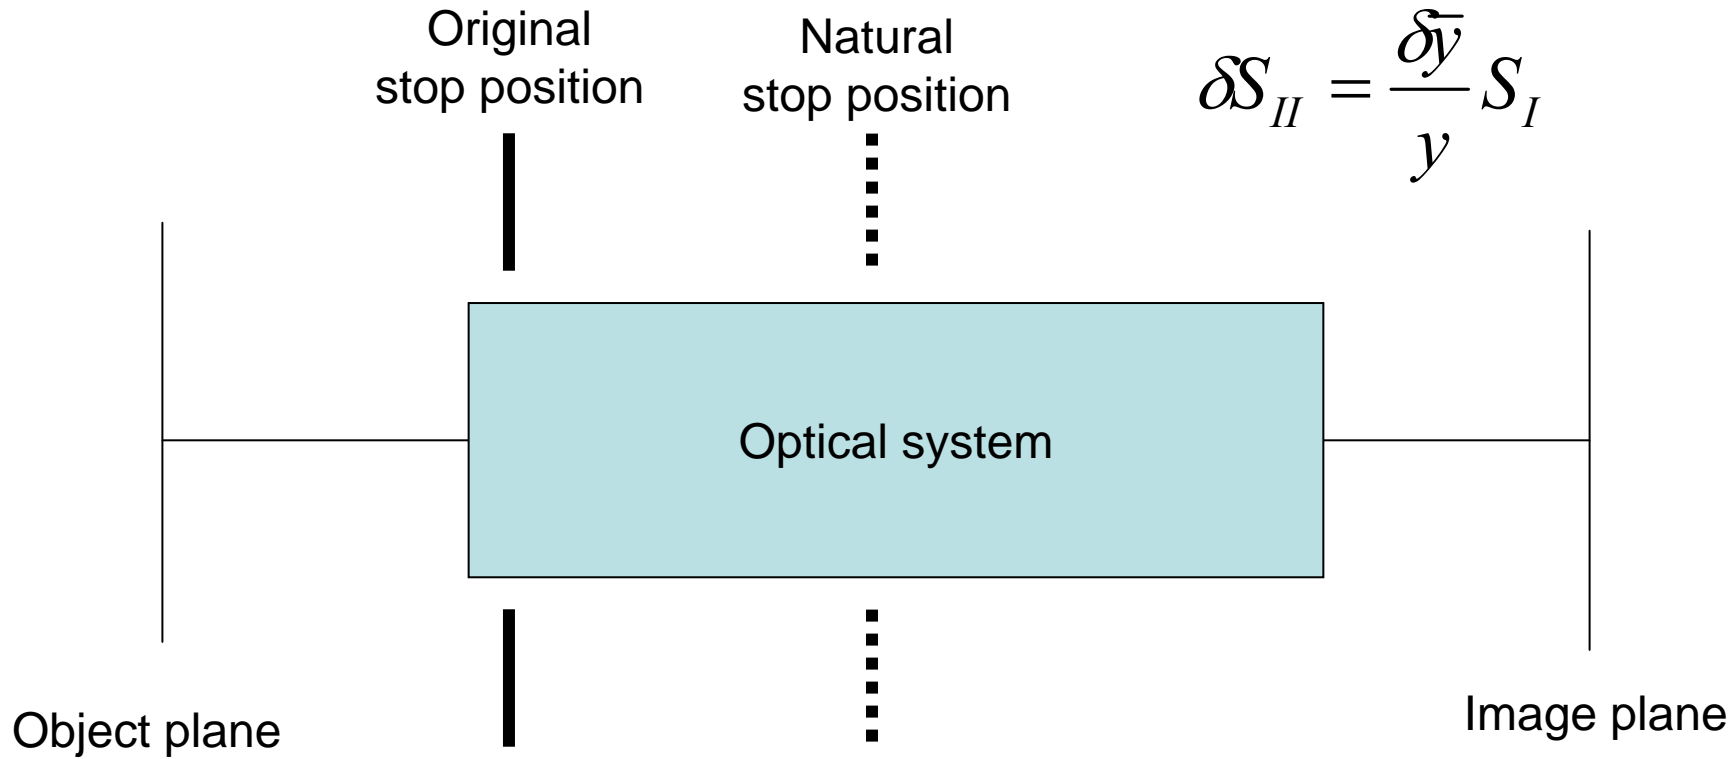 Original
stop position
Natural
stop position
δS_II = δȳ/y S_I
Optical system
Object plane
Image plane